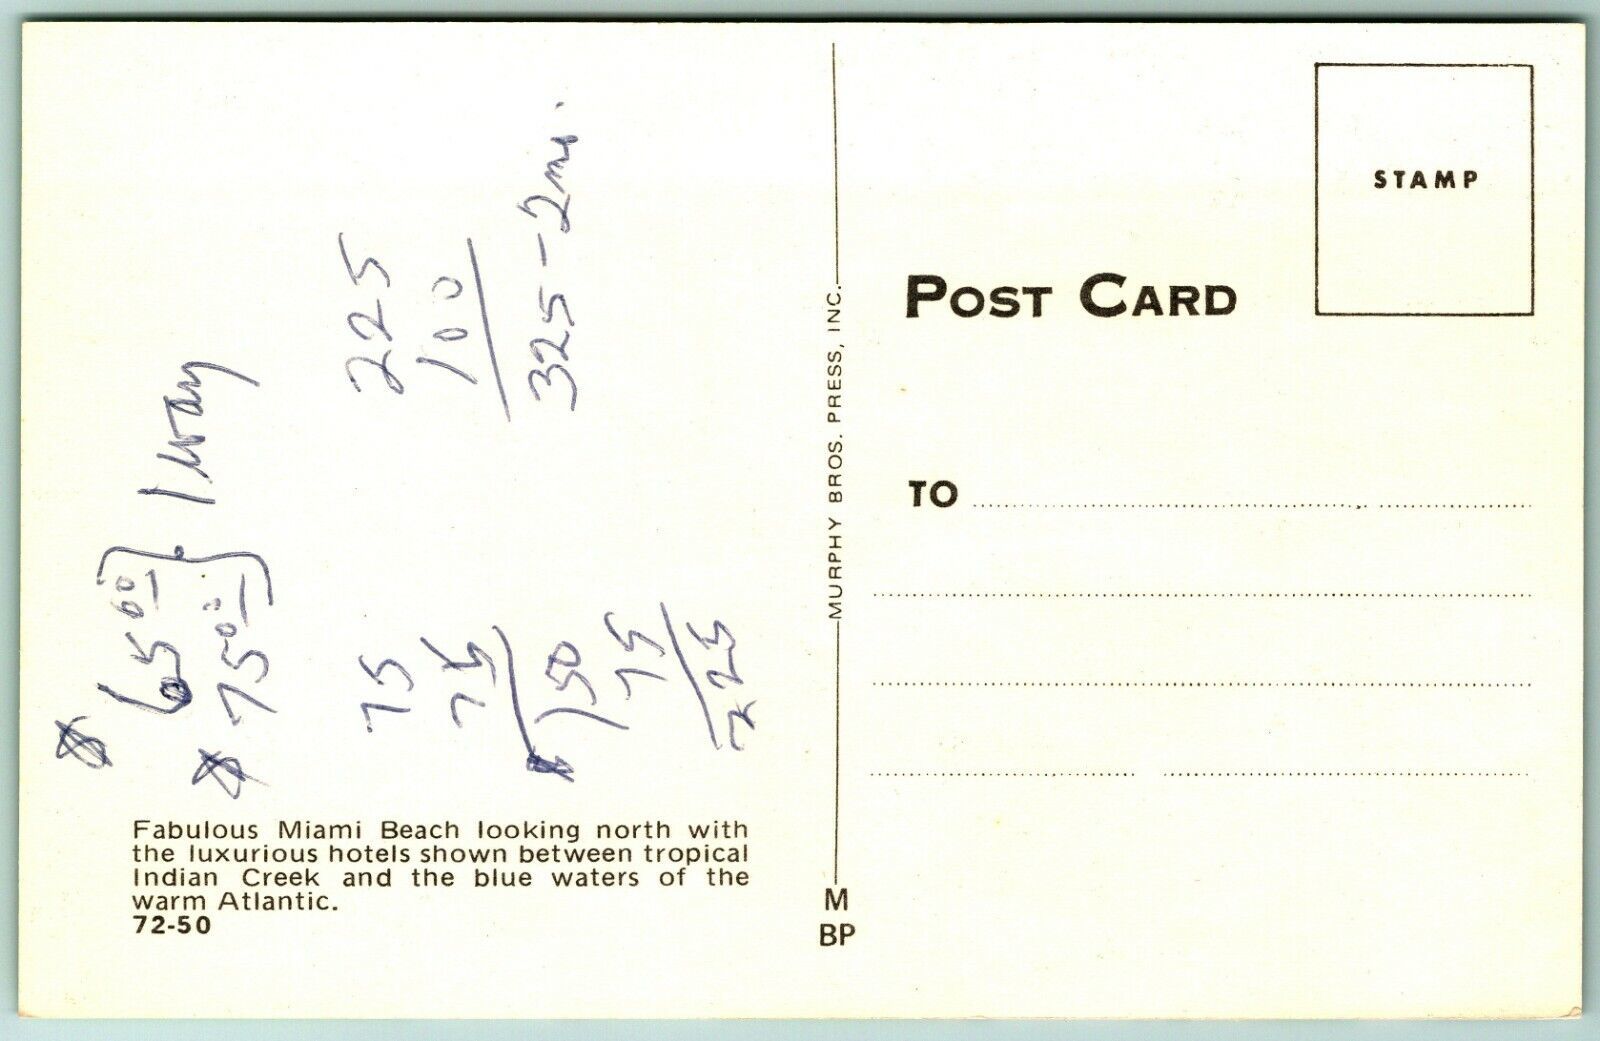 $ 65 00 } 1 way
$ 75 00
225
100
325 - 2 mi.
75
75
$ 150
75
225
Fabulous Miami Beach looking north with
the luxurious hotels shown between tropical
Indian Creek and the blue waters of the
warm Atlantic.
72-50
MURPHY BROS. PRESS, INC.
M
BP
STAMP
POST CARD
TO